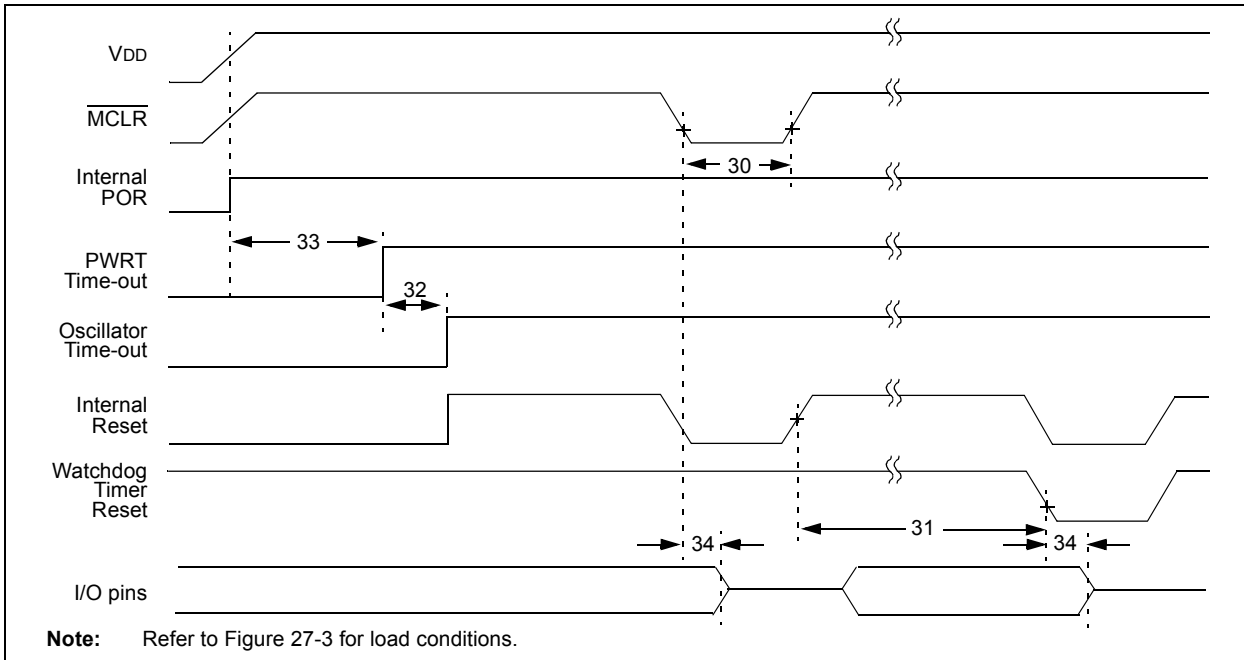 VDD
MCLR
30
Internal
POR
33
PWRT
Time-out
32
Oscillator
Time-out
Internal
Reset
Watchdog
Timer
Reset
31
34
34
I/O pins
Note: Refer to Figure 27-3 for load conditions.